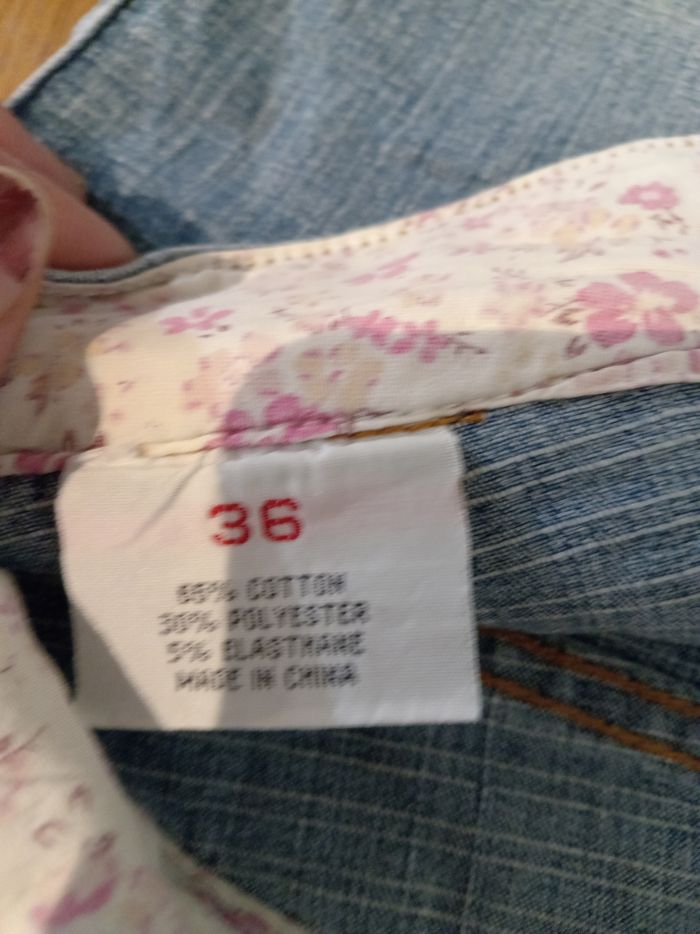 36
65% COTTON
30% POLYESTER
5% ELASTHANE
MADE IN CHINA